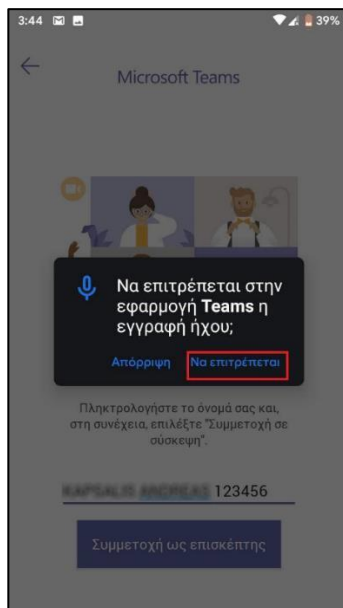 3:44 39%
Microsoft Teams
Να επιτρέπεται στην
εφαρμογή Teams η
εγγραφή ήχου;
Απόρριψη Να επιτρέπεται
Πληκτρολογήστε το όνομά σας και,
στη συνέχεια, επιλέξτε "Συμμετοχή σε
σύσκεψη".
123456
Συμμετοχή ως επισκέπτης